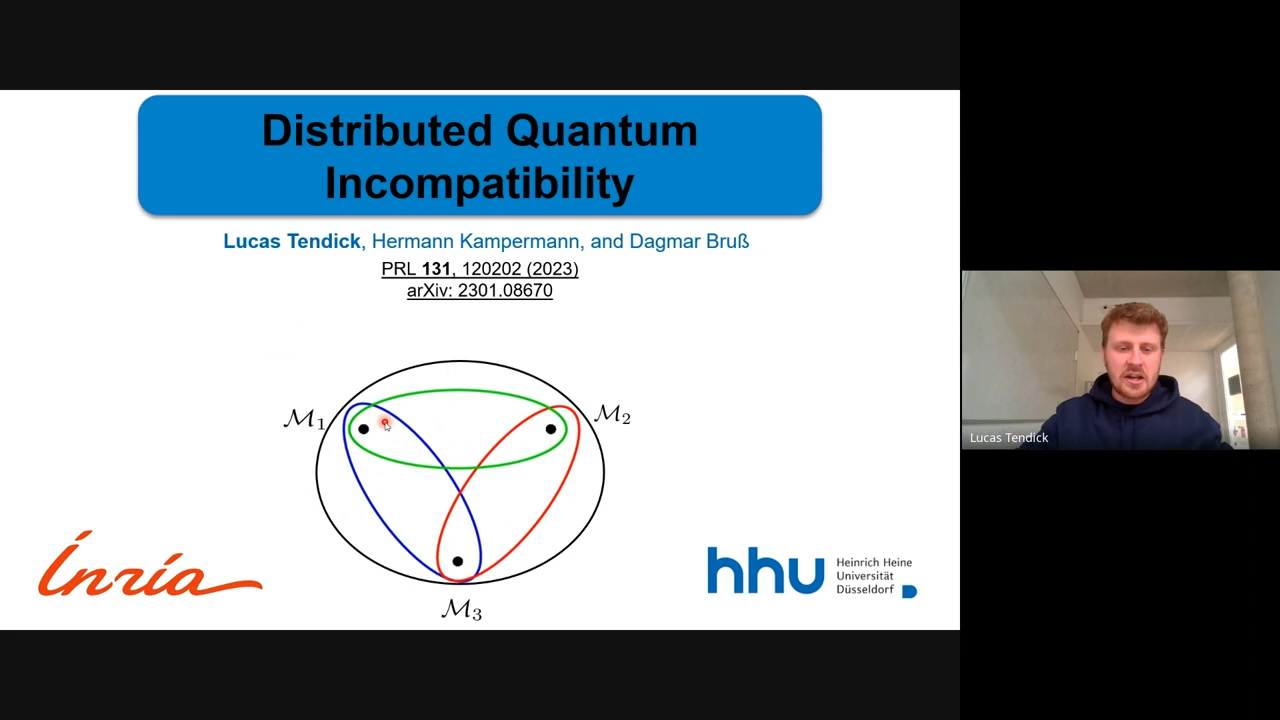 Distributed Quantum
Incompatibility
Lucas Tendick, Hermann Kampermann, and Dagmar Bruß
PRL 131, 120202 (2023)
arXiv: 2301.08670
ℳ1
ℳ2
ℳ3
Inria
hhu
Heinrich Heine
Universität
Düsseldorf
Lucas Tendick